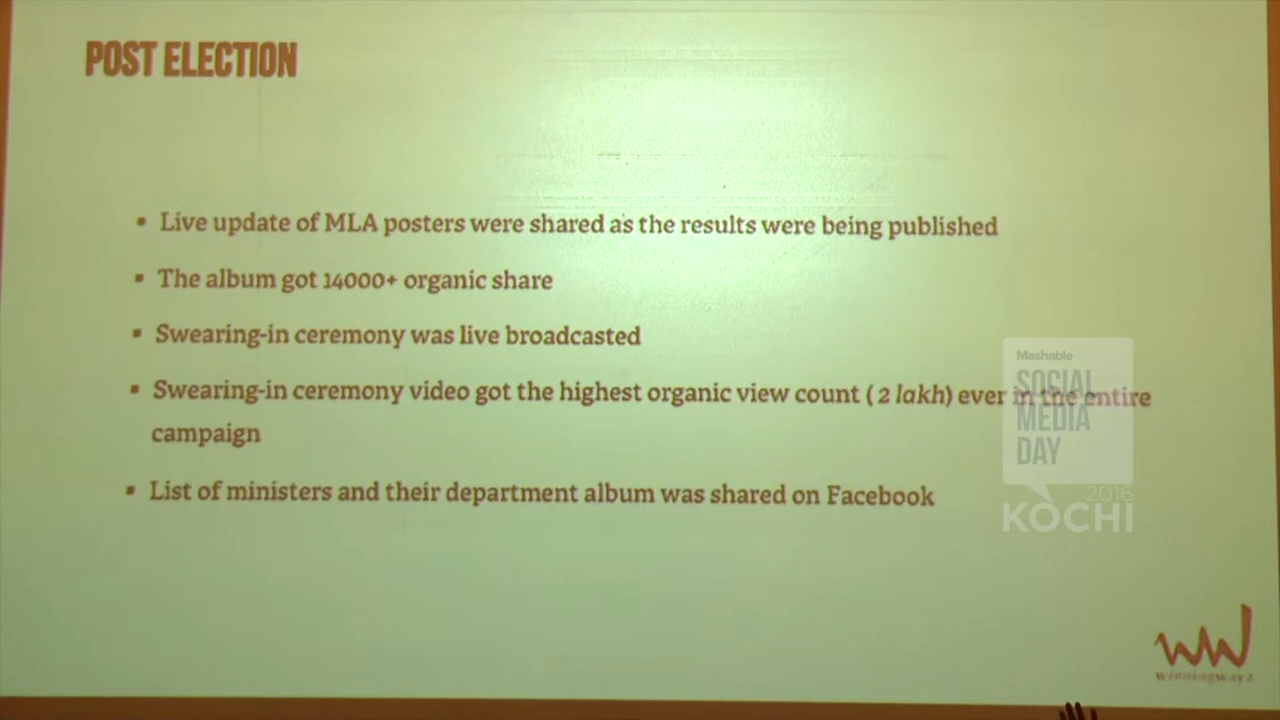 POST ELECTION
▪ Live update of MLA posters were shared as the results were being published
▪ The album got 14000+ organic share
▪ Swearing-in ceremony was live broadcasted
▪ Swearing-in ceremony video got the highest organic view count ( 2 lakh) ever in the entire
campaign
▪ List of ministers and their department album was shared on Facebook
Mashable
SOCIAL
MEDIA
DAY
2016
KOCHI
winningwayz